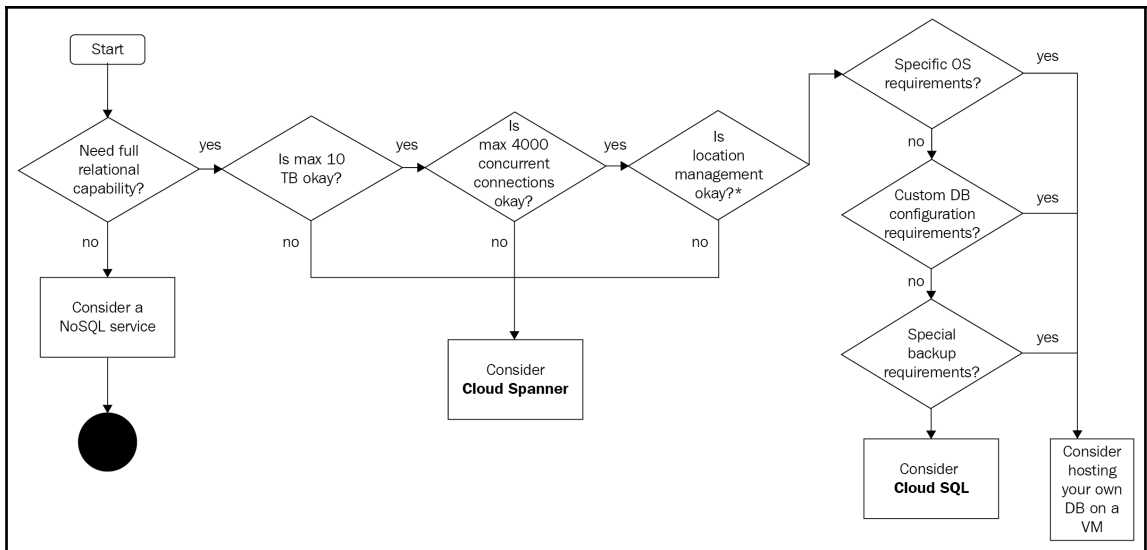 Start
Need full
relational
capability?
yes
no
Consider a
NoSQL service
Is max 10
TB okay?
yes
no
Is
max 4000
concurrent
connections
okay?
yes
no
Is
location
management
okay?*
no
Consider
Cloud Spanner
Specific OS
requirements?
yes
no
Custom DB
configuration
requirements?
yes
no
Special
backup
requirements?
yes
Consider
Cloud SQL
Consider
hosting
your own
DB on a
VM